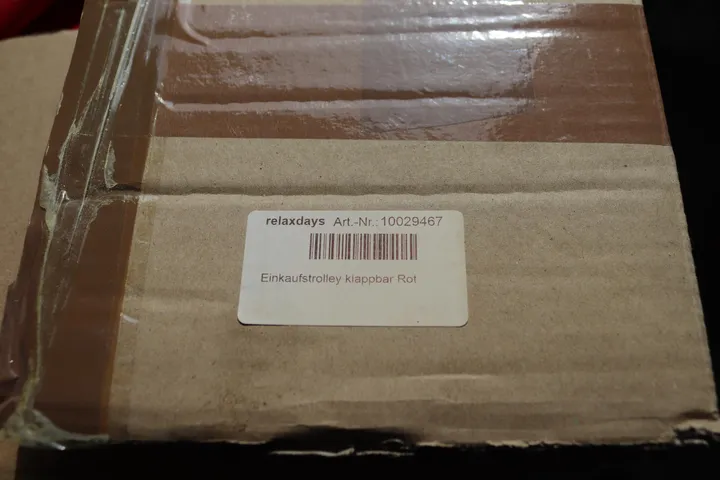 relaxdays Art.-Nr.:10029467
Einkaufstrolley klappbar Rot